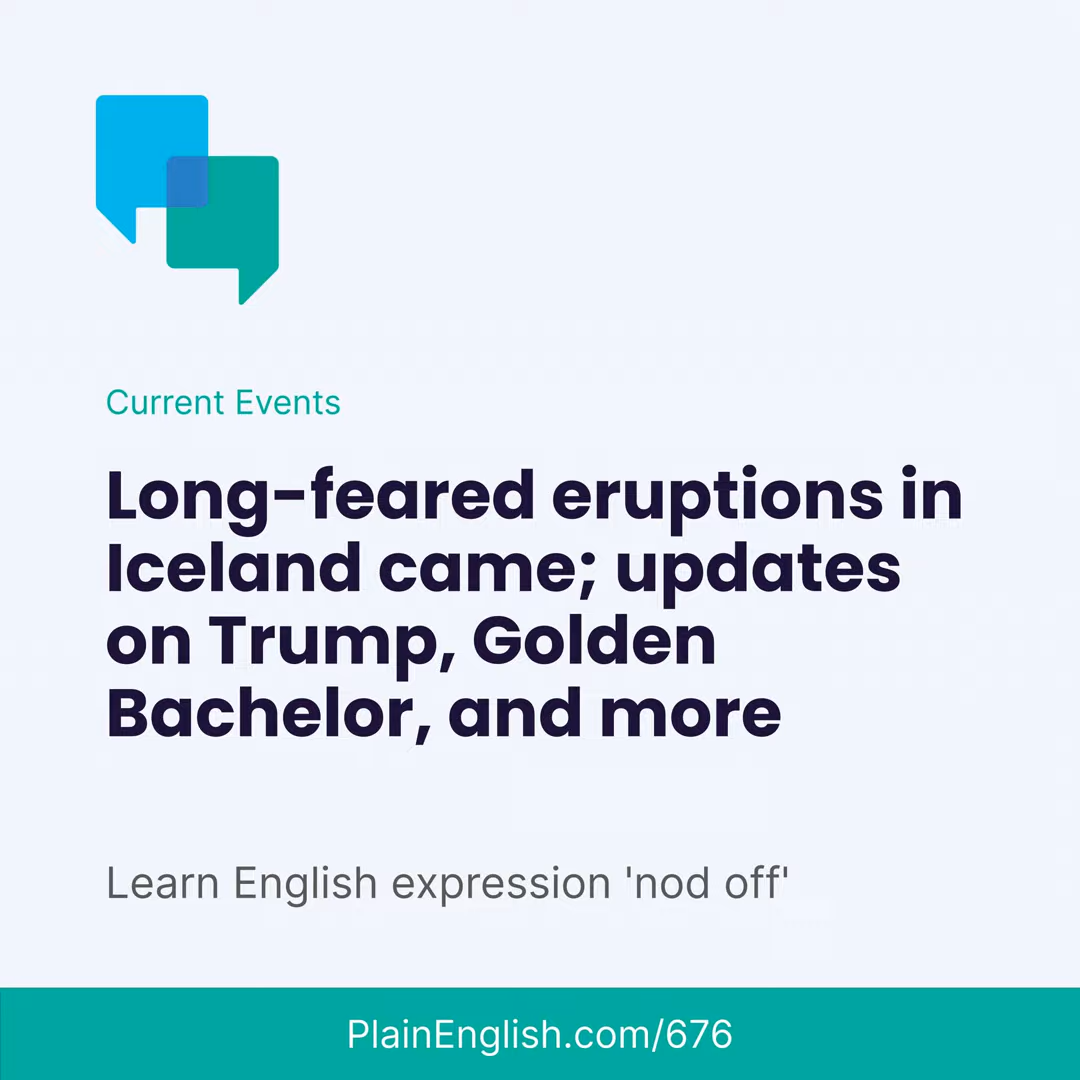 Current Events
Long-feared eruptions in
Iceland came; updates
on Trump, Golden
Bachelor, and more
Learn English expression 'nod off'
PlainEnglish.com/676